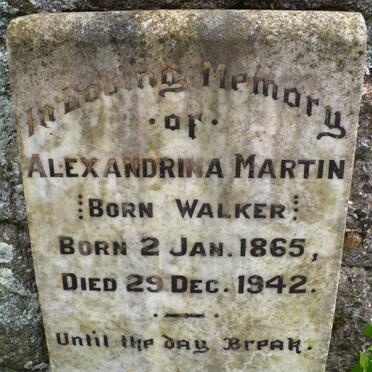 In Loving Memory
· of ·
ALEXANDRINA MARTIN
⋮BORN WALKER⋮
BORN 2 JAN. 1865,
DIED 29 DEC. 1942.
Until the day Break.